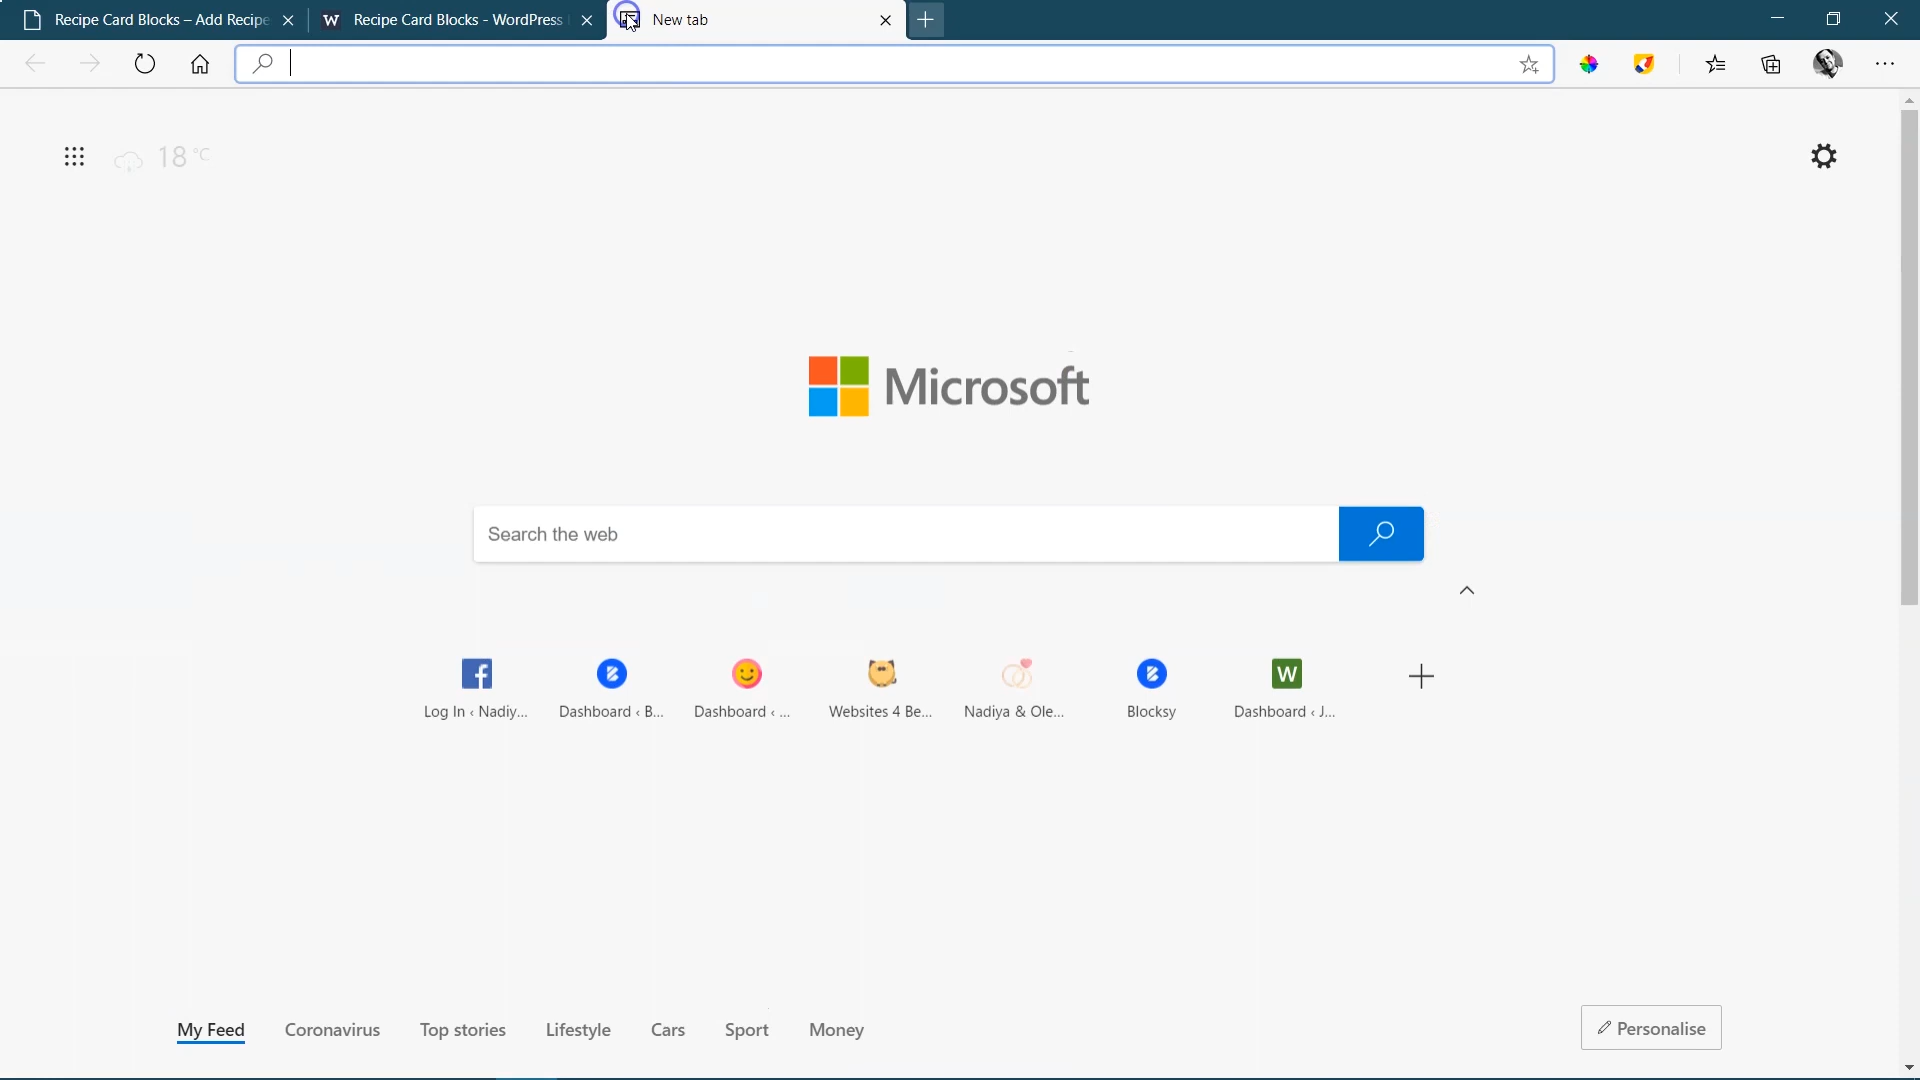 Recipe Card Blocks – Add Recipe
W Recipe Card Blocks - WordPress
New tab
18 °C
Microsoft
Search the web
Log In ‹ Nadiy...
Dashboard ‹ B...
Dashboard ‹ ...
Websites 4 Be...
Nadiya & Ole...
Blocksy
W
Dashboard ‹ J...
My Feed
Coronavirus
Top stories
Lifestyle
Cars
Sport
Money
Personalise